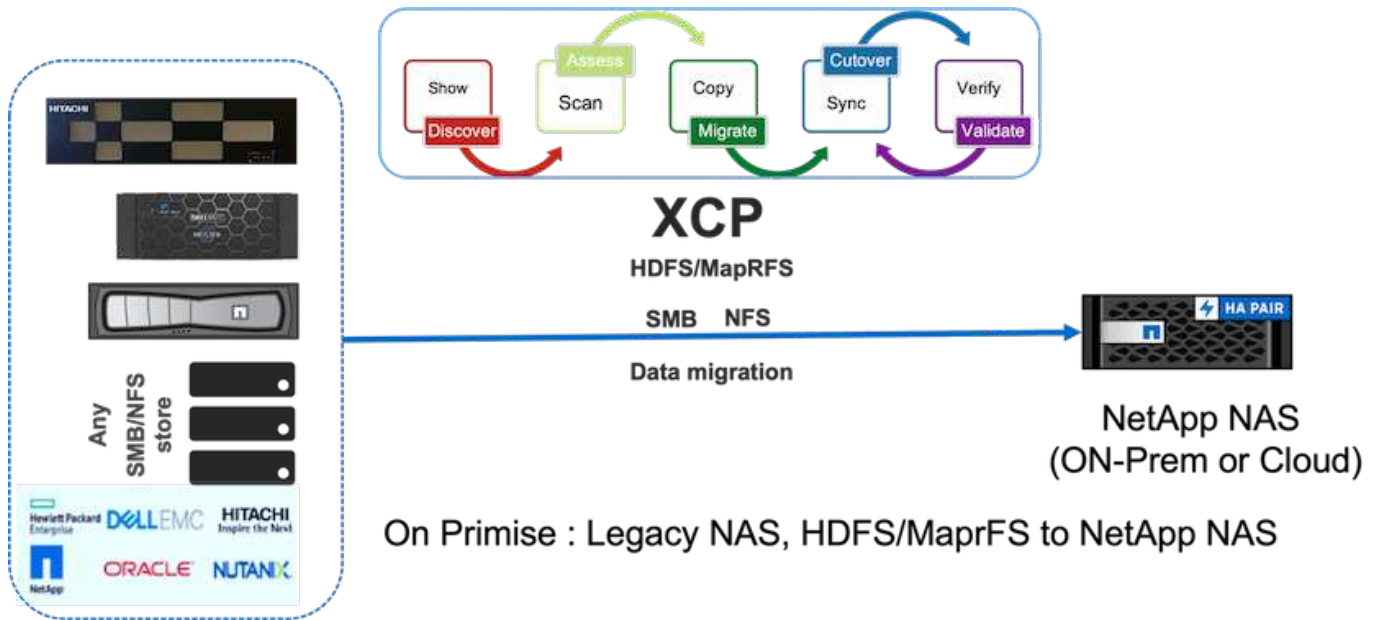 Show
Discover
Assess
Scan
Copy
Migrate
Cutover
Sync
Verify
Validate
XCP
HDFS/MapRFS
SMB NFS
Data migration
HITACHI
DELL EMC
Any
SMB/NFS
store
Hewlett Packard
Enterprise
DELLEMC
HITACHI
Inspire the Next
NetApp
ORACLE
NUTANIX
HA PAIR
NetApp NAS
(ON-Prem or Cloud)
On Primise : Legacy NAS, HDFS/MaprFS to NetApp NAS